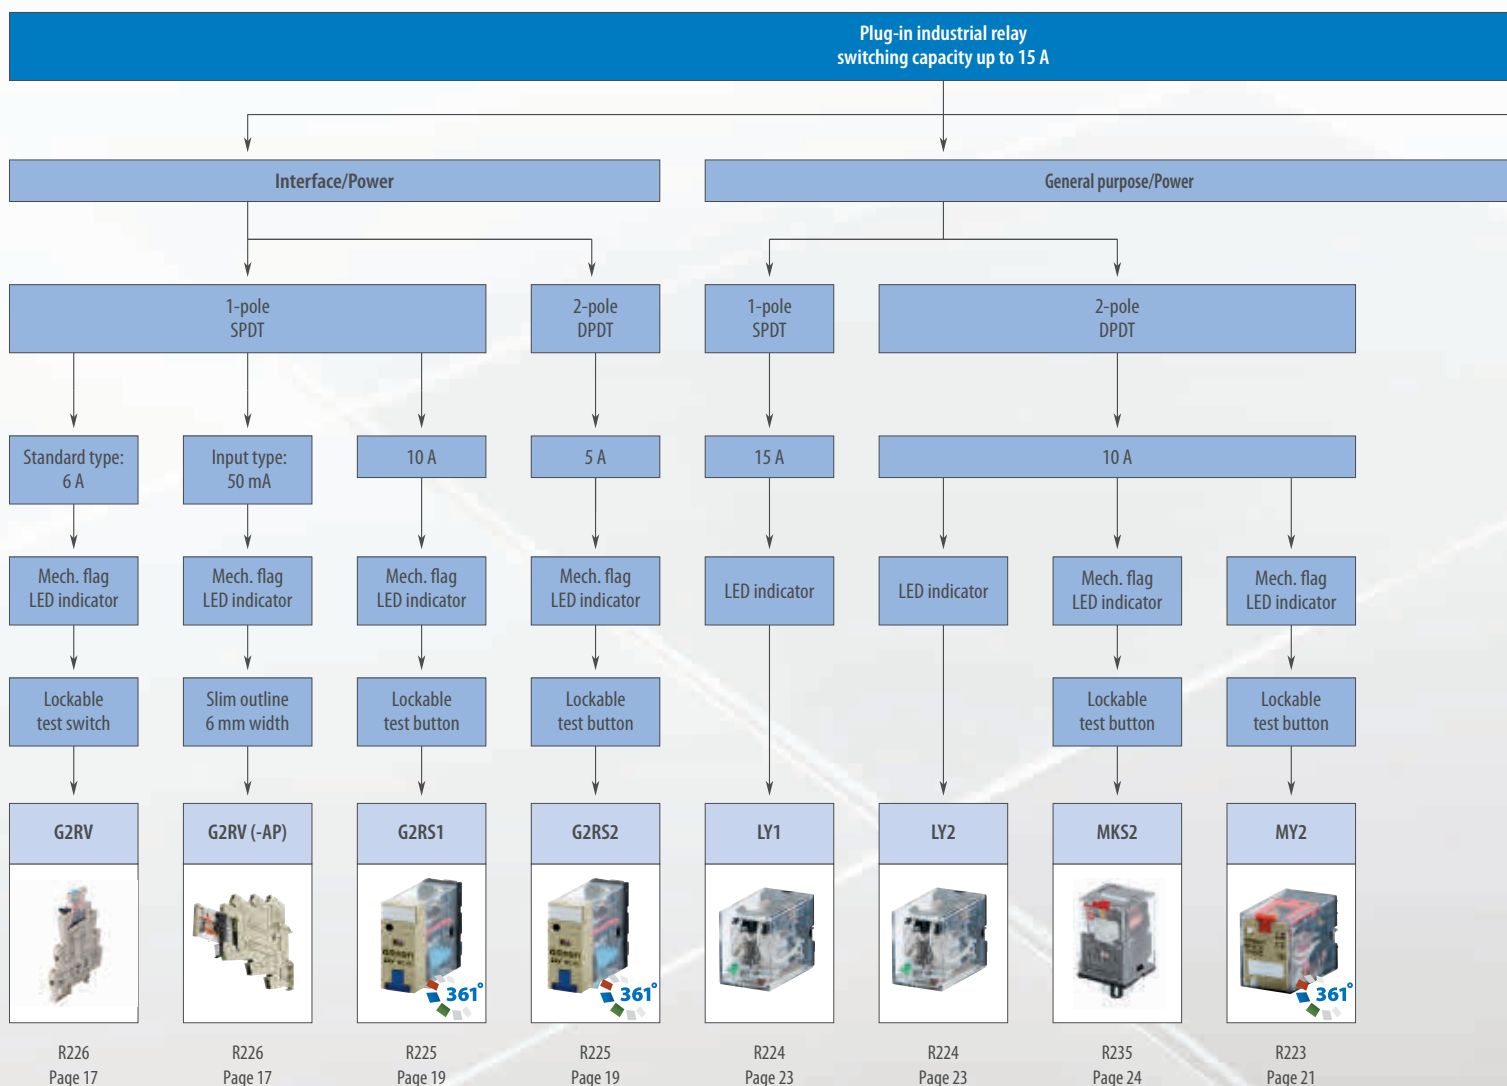 Plug-in industrial relay
switching capacity up to 15 A
Interface/Power
General purpose/Power
1-pole
SPDT
2-pole
DPDT
1-pole
SPDT
2-pole
DPDT
Standard type:
6 A
Input type:
50 mA
10 A
5 A
15 A
10 A
Mech. flag
LED indicator
Mech. flag
LED indicator
Mech. flag
LED indicator
Mech. flag
LED indicator
LED indicator
LED indicator
Mech. flag
LED indicator
Mech. flag
LED indicator
Lockable
test switch
Slim outline
6 mm width
Lockable
test button
Lockable
test button
Lockable
test button
Lockable
test button
G2RV
G2RV (-AP)
G2RS1
G2RS2
LY1
LY2
MKS2
MY2
361°
361°
361°
R226
Page 17
R226
Page 17
R225
Page 19
R225
Page 19
R224
Page 23
R224
Page 23
R235
Page 24
R223
Page 21